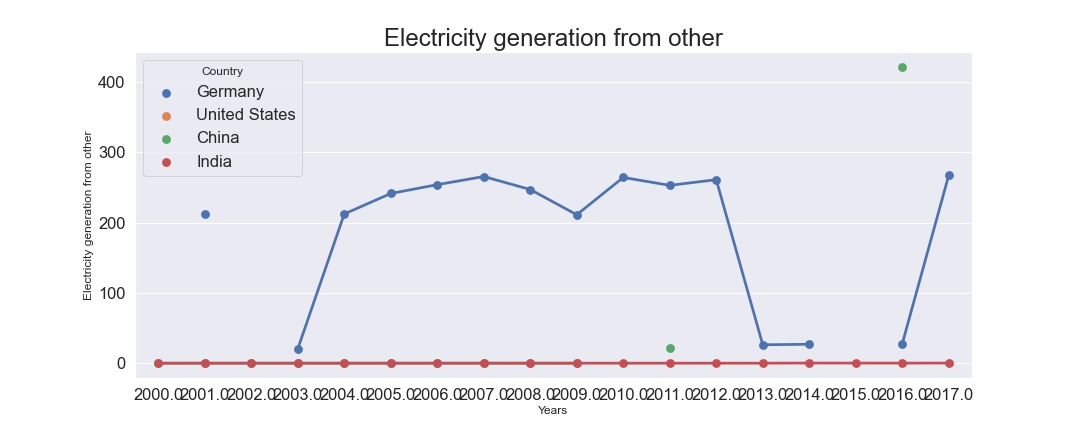 Electricity generation from other
Electricity generation from other
400
300
200
100
0
Country
Germany
United States
China
India
2000.0 2001.0 2002.0 2003.0 2004.0 2005.0 2006.0 2007.0 2008.0 2009.0 2010.0 2011.0 2012.0 2013.0 2014.0 2015.0 2016.0 2017.0
Years